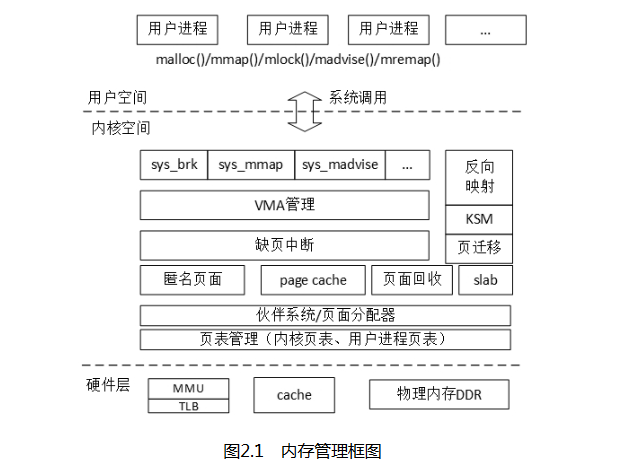 用户进程 用户进程 用户进程 ...
malloc()/mmap()/mlock()/madvise()/mremap()
用户空间 系统调用
内核空间
sys_brk sys_mmap sys_madvise ... 反向
映射
VMA管理 KSM
缺页中断 页迁移
匿名页面 page cache 页面回收 slab
伙伴系统/页面分配器
页表管理（内核页表、用户进程页表）
硬件层 MMU cache 物理内存DDR
TLB
图2.1 内存管理框图